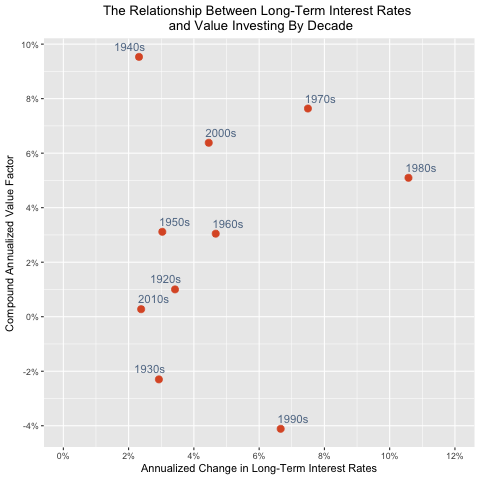 The Relationship Between Long-Term Interest Rates
and Value Investing By Decade
Compound Annualized Value Factor
10%
8%
6%
4%
2%
0%
-2%
-4%
1940s
1970s
2000s
1980s
1950s
1960s
1920s
2010s
1930s
1990s
0%
2%
4%
6%
8%
10%
12%
Annualized Change in Long-Term Interest Rates